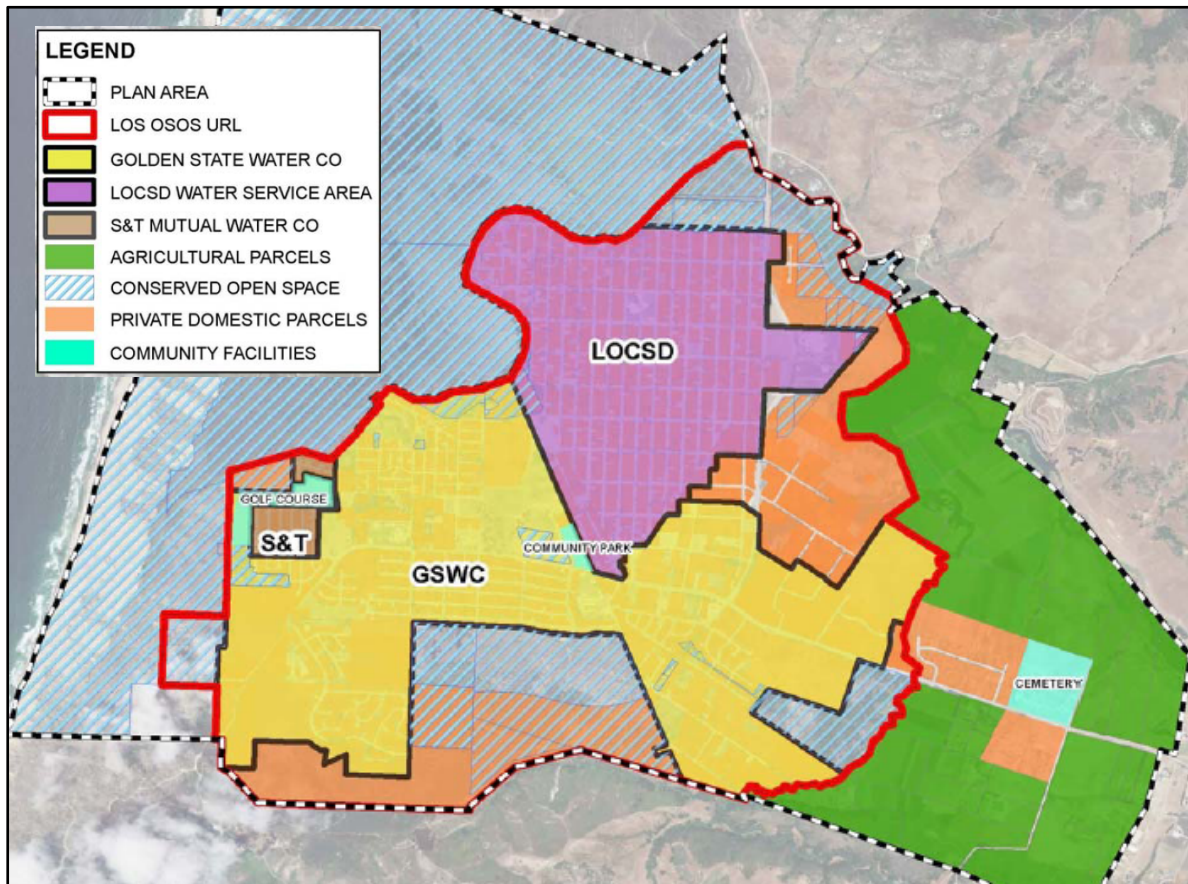 LEGEND
PLAN AREA
LOS OSOS URL
GOLDEN STATE WATER CO
LOCSD WATER SERVICE AREA
S&T MUTUAL WATER CO
AGRICULTURAL PARCELS
CONSERVED OPEN SPACE
PRIVATE DOMESTIC PARCELS
COMMUNITY FACILITIES
LOCSD
GOLF COURSE
S&T
COMMUNITY PARK
GSWC
CEMETERY